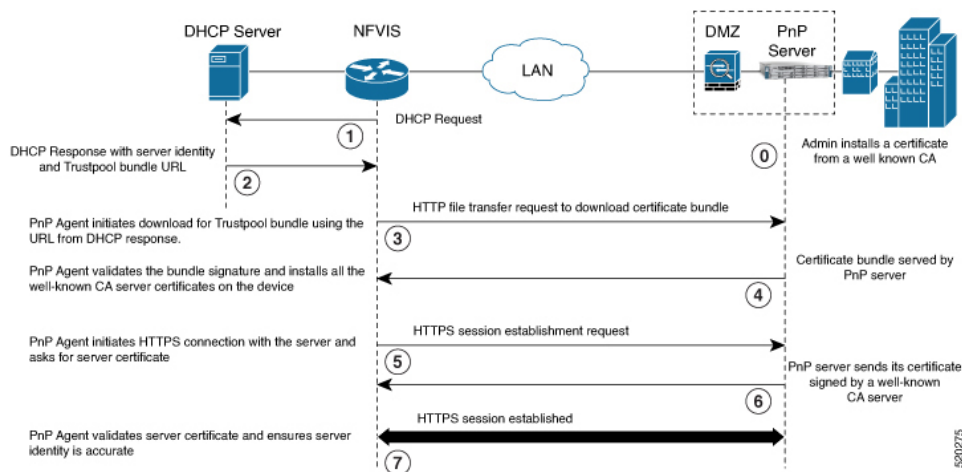 DHCP Server
NFVIS
LAN
DMZ
PnP
Server
DHCP Request
1
0
Admin installs a certificate
from a well known CA
DHCP Response with server identity
and Trustpool bundle URL
2
HTTP file transfer request to download certificate bundle
PnP Agent initiates download for Trustpool bundle using the
URL from DHCP response.
3
PnP Agent validates the bundle signature and installs all the
well-known CA server certificates on the device
Certificate bundle served by
PnP server
4
HTTPS session establishment request
PnP Agent initiates HTTPS connection with the server and
asks for server certificate
5
PnP server sends its certificate
signed by a well-known
CA server
6
HTTPS session established
PnP Agent validates server certificate and ensures server
identity is accurate
7
520275